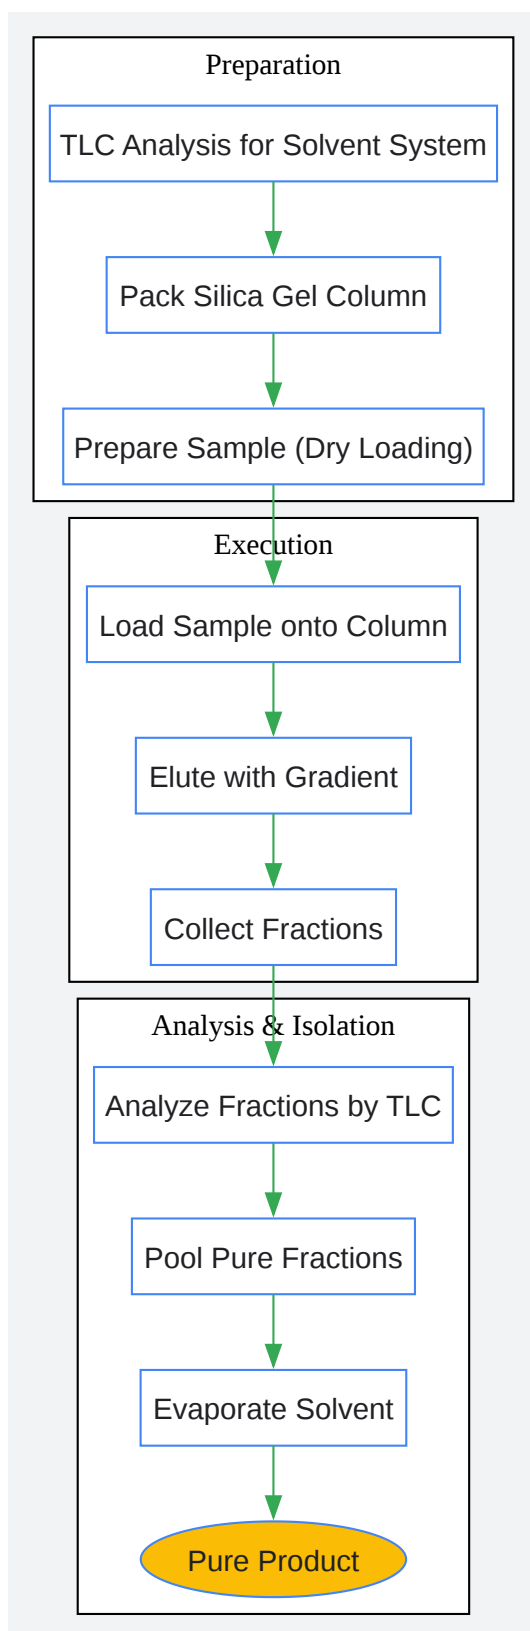 Preparation
TLC Analysis for Solvent System
Pack Silica Gel Column
Prepare Sample (Dry Loading)
Execution
Load Sample onto Column
Elute with Gradient
Collect Fractions
Analysis & Isolation
Analyze Fractions by TLC
Pool Pure Fractions
Evaporate Solvent
Pure Product